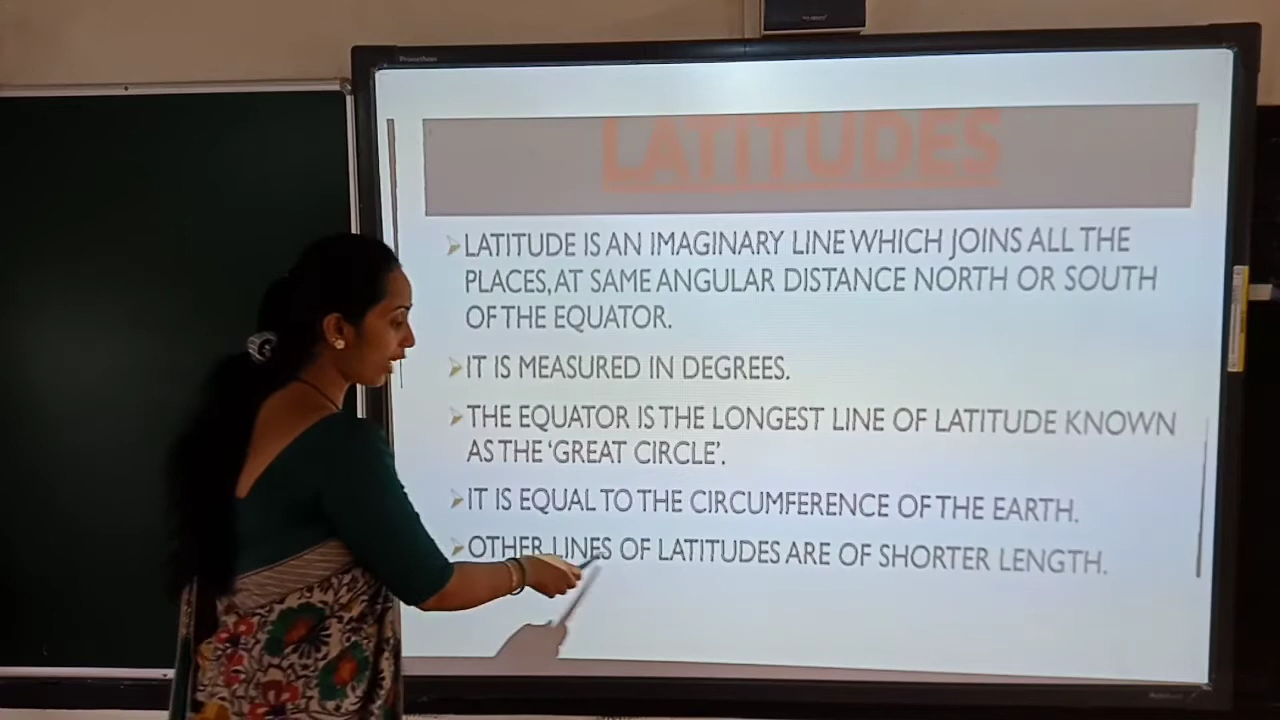 Promethean
LATITUDES
LATITUDE IS AN IMAGINARY LINE WHICH JOINS ALL THE
PLACES, AT SAME ANGULAR DISTANCE NORTH OR SOUTH
OF THE EQUATOR.
IT IS MEASURED IN DEGREES.
THE EQUATOR IS THE LONGEST LINE OF LATITUDE KNOWN
AS THE ‘GREAT CIRCLE’.
IT IS EQUAL TO THE CIRCUMFERENCE OF THE EARTH.
OTHER LINES OF LATITUDES ARE OF SHORTER LENGTH.